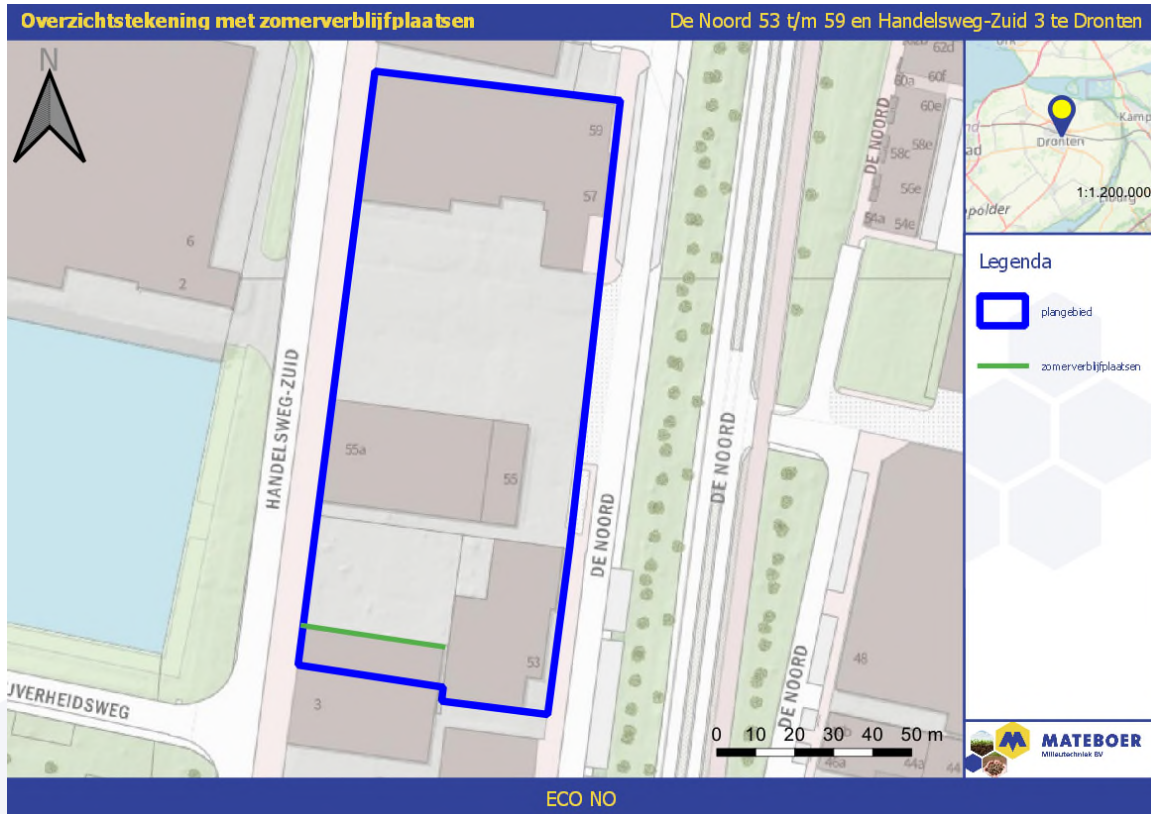 Overzichtstekening met zomerverblijfplaatsen
De Noord 53 t/m 59 en Handelsweg-Zuid 3 te Dronten
N
59
57
6
2
HANDELSWEG-ZUID
55a
55
DE NOORD
53
3
JVERHEIDSWEG
DE NOORD
62d
60a
60f
60e
58e
58c
56e
54a
54e
DE NOORD
DE NOORD
48
46a
44a
0 10 20 30 40 50 m
Kamp
Dronten
1:1.200.000
polder
Legenda
plangebied
zomerverblijfplaatsen
MATEBOER
Milieutechniek BV
ECO NO